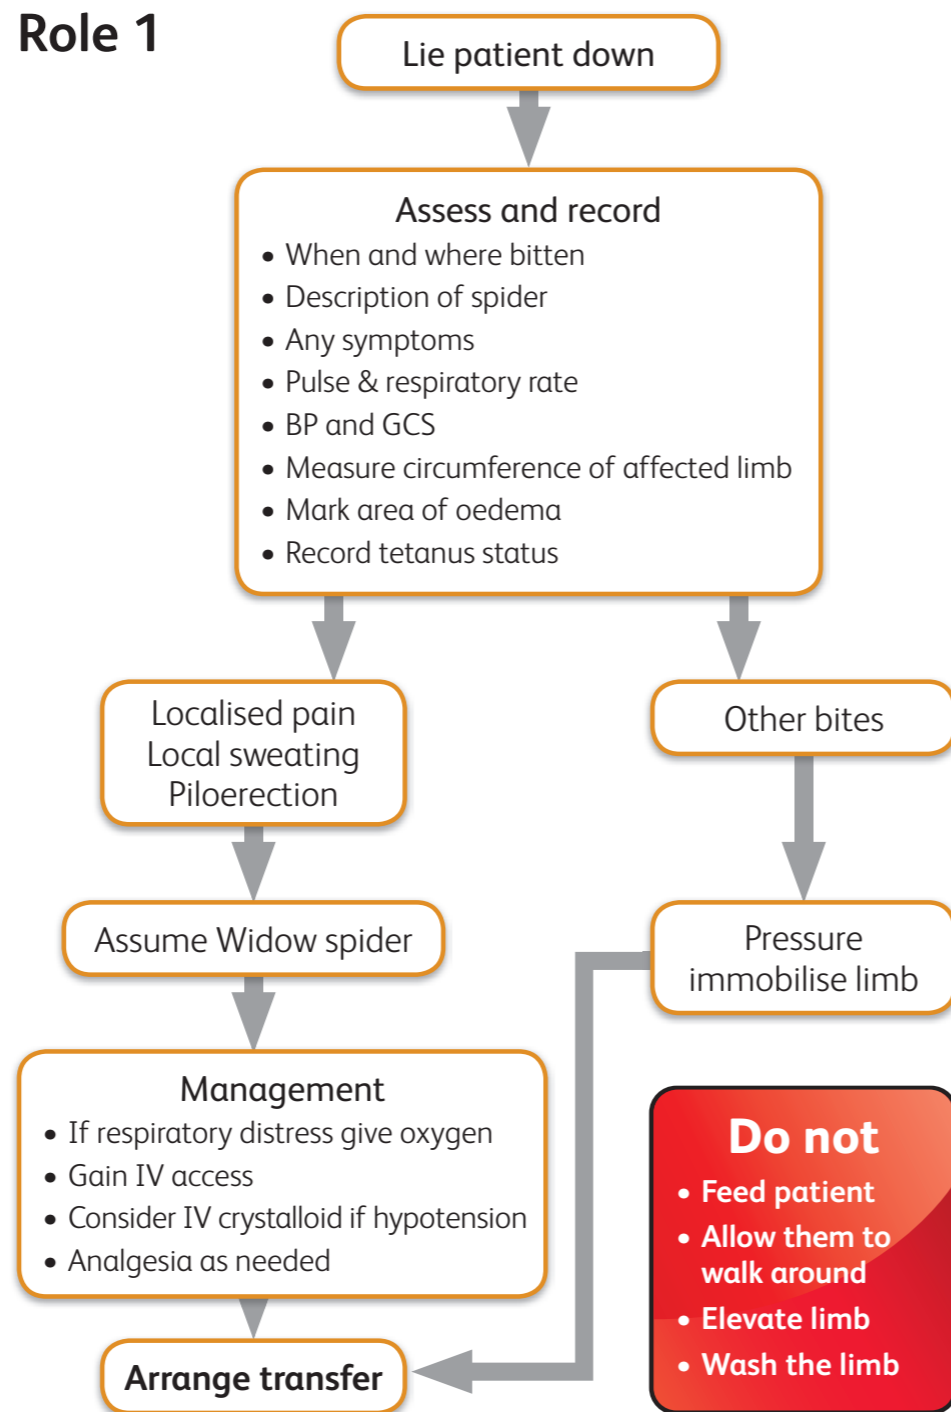 Role 1
Lie patient down
Assess and record
• When and where bitten
• Description of spider
• Any symptoms
• Pulse & respiratory rate
• BP and GCS
• Measure circumference of affected limb
• Mark area of oedema
• Record tetanus status
Localised pain
Local sweating
Piloerection
Other bites
Assume Widow spider
Pressure
immobilise limb
Management
• If respiratory distress give oxygen
• Gain IV access
• Consider IV crystalloid if hypotension
• Analgesia as needed
Do not
• Feed patient
• Allow them to
walk around
• Elevate limb
• Wash the limb
Arrange transfer